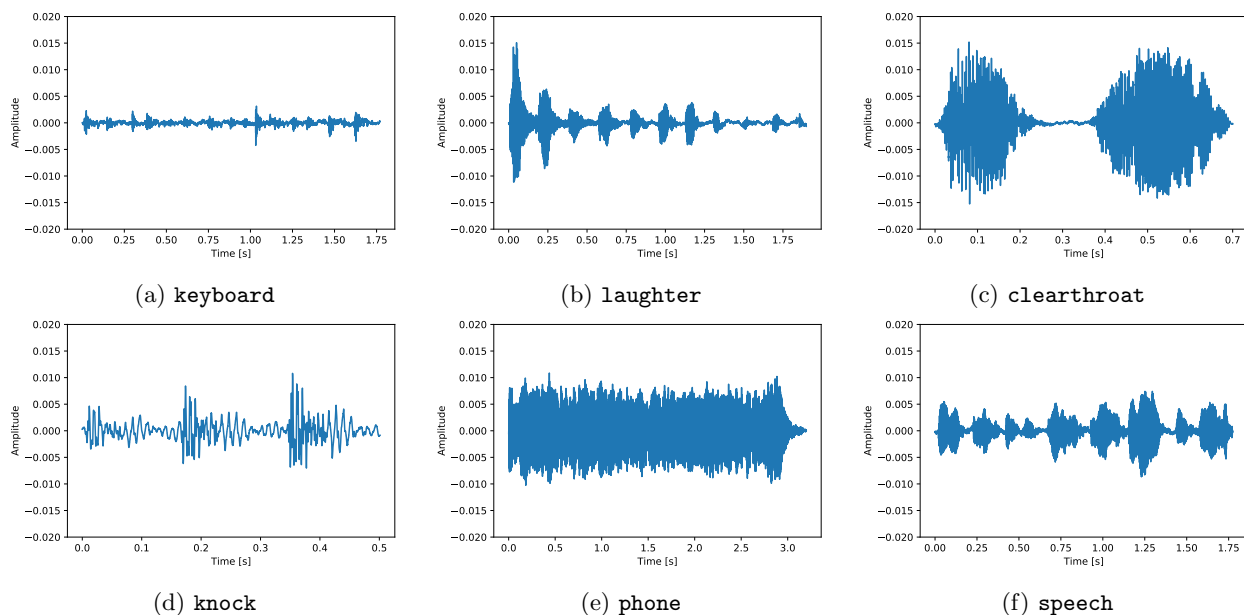 0.020
0.015
0.010
0.005
0.000
−0.005
−0.010
−0.015
−0.020
Amplitude
0.00 0.25 0.50 0.75 1.00 1.25 1.50 1.75
Time [s]
(a) keyboard
0.020
0.015
0.010
0.005
0.000
−0.005
−0.010
−0.015
−0.020
Amplitude
0.00 0.25 0.50 0.75 1.00 1.25 1.50 1.75
Time [s]
(b) laughter
0.020
0.015
0.010
0.005
0.000
−0.005
−0.010
−0.015
−0.020
Amplitude
0.0 0.1 0.2 0.3 0.4 0.5 0.6 0.7
Time [s]
(c) clearthroat
0.020
0.015
0.010
0.005
0.000
−0.005
−0.010
−0.015
−0.020
Amplitude
0.0 0.1 0.2 0.3 0.4 0.5
Time [s]
(d) knock
0.020
0.015
0.010
0.005
0.000
−0.005
−0.010
−0.015
−0.020
Amplitude
0.0 0.5 1.0 1.5 2.0 2.5 3.0
Time [s]
(e) phone
0.020
0.015
0.010
0.005
0.000
−0.005
−0.010
−0.015
−0.020
Amplitude
0.00 0.25 0.50 0.75 1.00 1.25 1.50 1.75
Time [s]
(f) speech